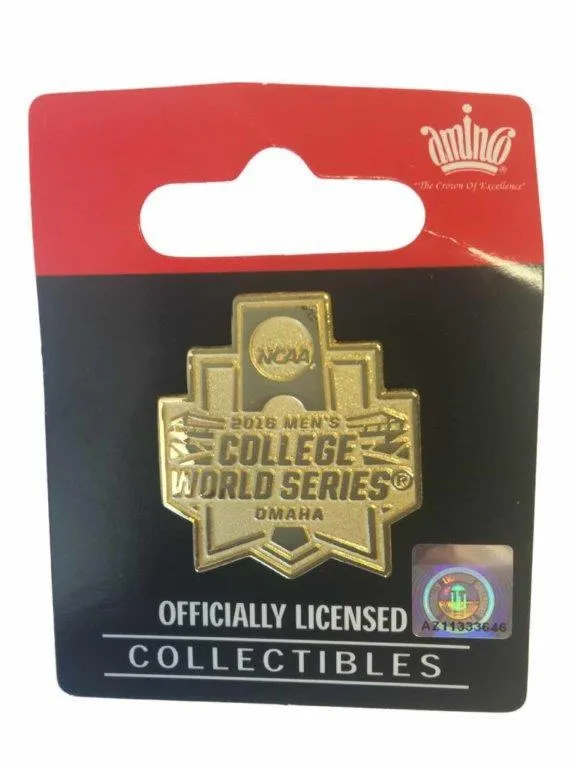 aminco®
"The Crown Of Excellence"
NCAA
2016 MEN'S
COLLEGE
WORLD SERIES®
OMAHA
OFFICIALLY LICENSED
COLLECTIBLES
AZ11333646